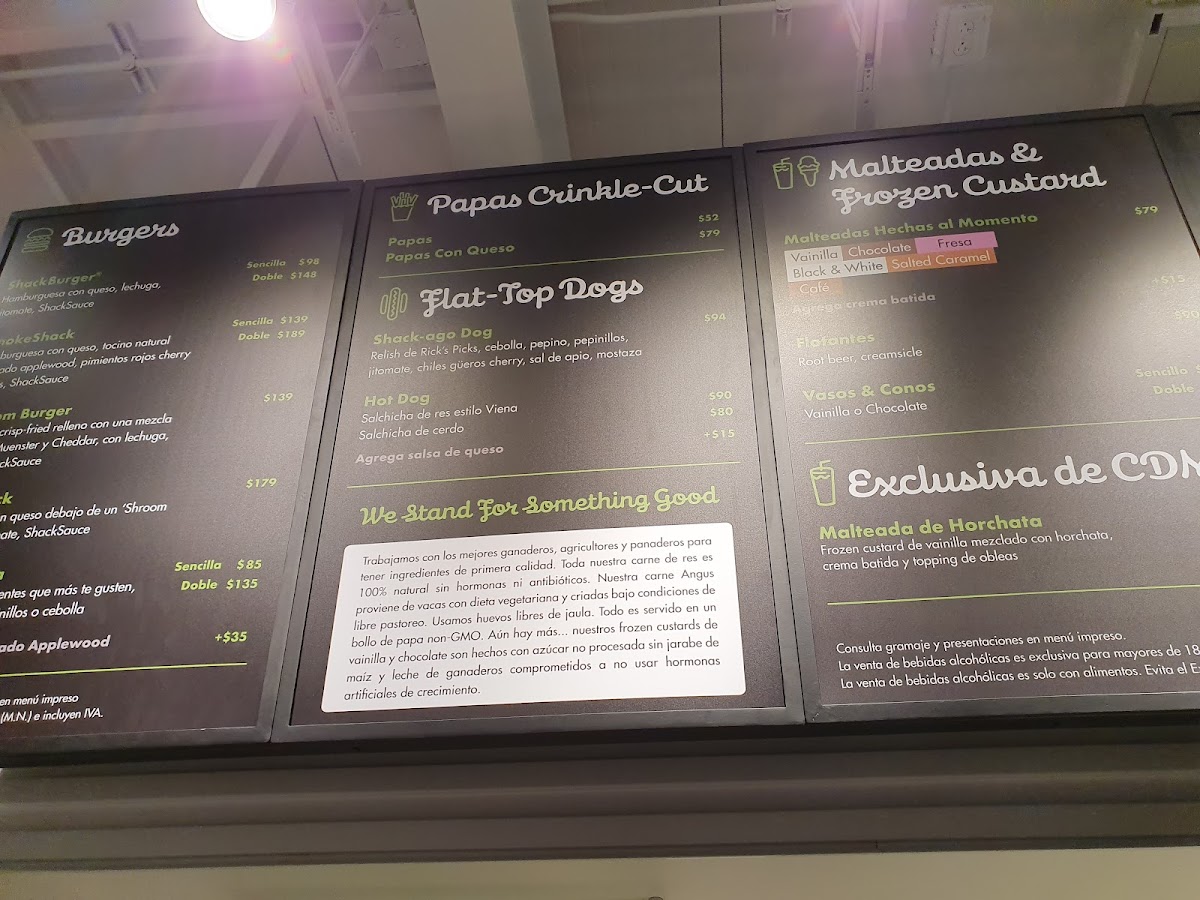 Burgers
ShackBurger®
Sencilla $98
Doble $148
Hamburguesa con queso, lechuga,
jitomate, ShackSauce
mokeShack
Sencilla $139
Doble $189
burguesa con queso, tocino natural
ado applewood, pimientos rojos cherry
s, ShackSauce
om Burger
$139
crisp-fried relleno con una mezcla
Muenster y Cheddar, con lechuga,
ckSauce
ck
$179
n queso debajo de un 'Shroom
mate, ShackSauce
Sencilla $85
Doble $135
entes que más te gusten,
nillos o cebolla
ado Applewood +$35
en menú impreso
(M.N.) e incluyen IVA.
Papas Crinkle-Cut
Papas $52
Papas Con Queso $79
Flat-Top Dogs
Shack-ago Dog $94
Relish de Rick's Picks, cebolla, pepino, pepinillos,
jitomate, chiles güeros cherry, sal de apio, mostaza
Hot Dog
Salchicha de res estilo Viena $90
Salchicha de cerdo $80
Agrega salsa de queso +$15
We Stand For Something Good
Trabajamos con los mejores ganaderos, agricultores y panaderos para
tener ingredientes de primera calidad. Toda nuestra carne de res es
100% natural sin hormonas ni antibióticos. Nuestra carne Angus
proviene de vacas con dieta vegetariana y criadas bajo condiciones de
libre pastoreo. Usamos huevos libres de jaula. Todo es servido en un
bollo de papa non-GMO. Aún hay más... nuestros frozen custards de
vainilla y chocolate son hechos con azúcar no procesada sin jarabe de
maíz y leche de ganaderos comprometidos a no usar hormonas
artificiales de crecimiento.
Malteadas &
Frozen Custard
Malteadas Hechas al Momento $79
Vainilla Chocolate Fresa
Black & White Salted Caramel
Café
Agrega crema batida +$15
Flotantes $90
Root beer, creamsicle
Vasos & Conos
Sencillo
Vainilla o Chocolate
Doble
Exclusiva de CDM
Malteada de Horchata
Frozen custard de vainilla mezclado con horchata,
crema batida y topping de obleas
Consulta gramaje y presentaciones en menú impreso.
La venta de bebidas alcohólicas es exclusiva para mayores de 18
La venta de bebidas alcohólicas es solo con alimentos. Evita el E